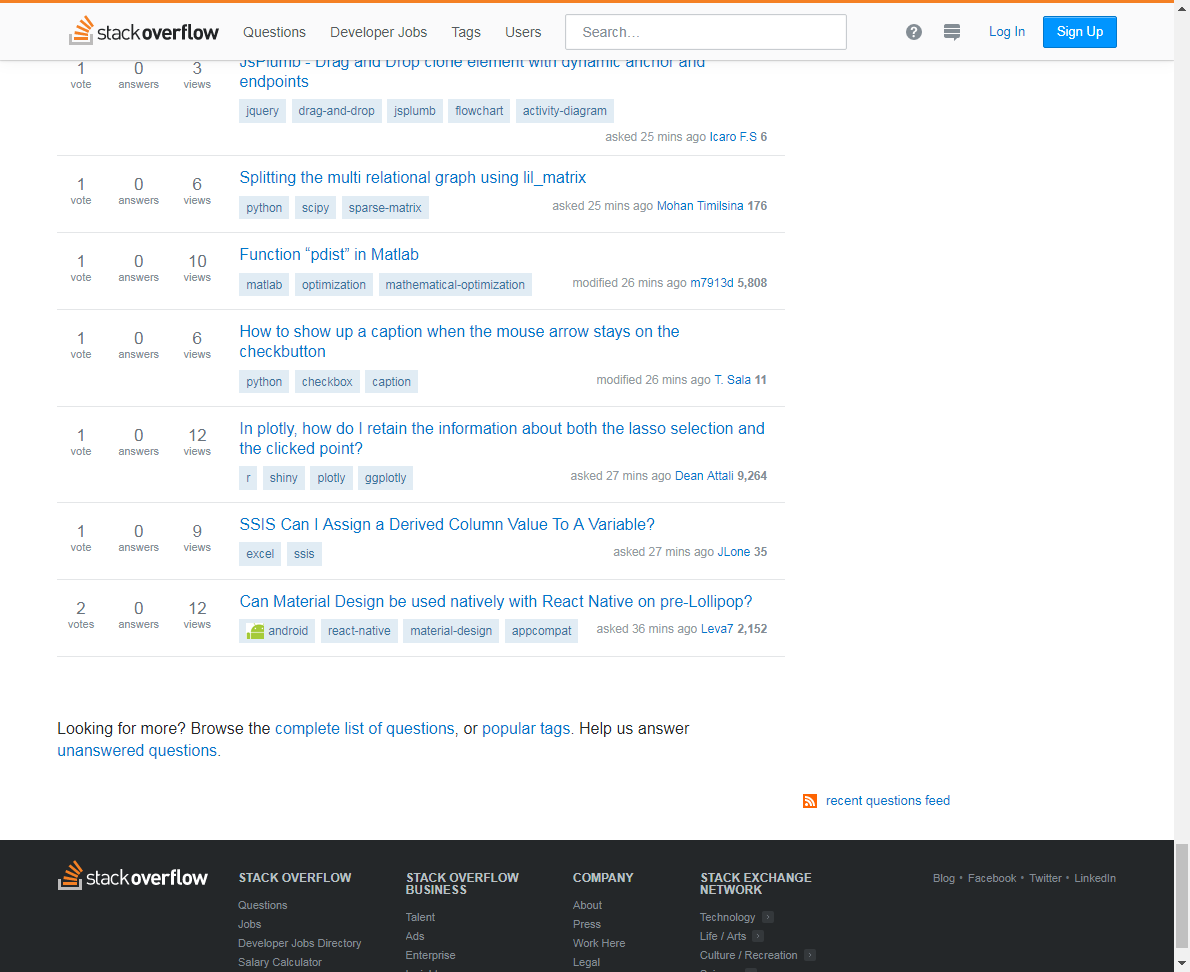 stackoverflow Questions Developer Jobs Tags Users Search... ? Log In Sign Up
1 0 3 JsPlumb - Drag and Drop clone element with dynamic anchor and
vote answers views endpoints
jquery drag-and-drop jsplumb flowchart activity-diagram
asked 25 mins ago Icaro F.S 6
1 0 6 Splitting the multi relational graph using lil_matrix
vote answers views python scipy sparse-matrix asked 25 mins ago Mohan Timilsina 176
1 0 10 Function “pdist” in Matlab
vote answers views matlab optimization mathematical-optimization modified 26 mins ago m7913d 5,808
1 0 6 How to show up a caption when the mouse arrow stays on the
vote answers views checkbutton
python checkbox caption modified 26 mins ago T. Sala 11
1 0 12 In plotly, how do I retain the information about both the lasso selection and
vote answers views the clicked point?
r shiny plotly ggplotly asked 27 mins ago Dean Attali 9,264
1 0 9 SSIS Can I Assign a Derived Column Value To A Variable?
vote answers views excel ssis asked 27 mins ago JLone 35
2 0 12 Can Material Design be used natively with React Native on pre-Lollipop?
votes answers views android react-native material-design appcompat asked 36 mins ago Leva7 2,152
Looking for more? Browse the complete list of questions, or popular tags. Help us answer
unanswered questions.
recent questions feed
stackoverflow STACK OVERFLOW STACK OVERFLOW BUSINESS COMPANY STACK EXCHANGE NETWORK Blog • Facebook • Twitter • LinkedIn
Questions
Jobs
Developer Jobs Directory
Salary Calculator
Talent
Ads
Enterprise
About
Press
Work Here
Legal
Technology
Life / Arts
Culture / Recreation